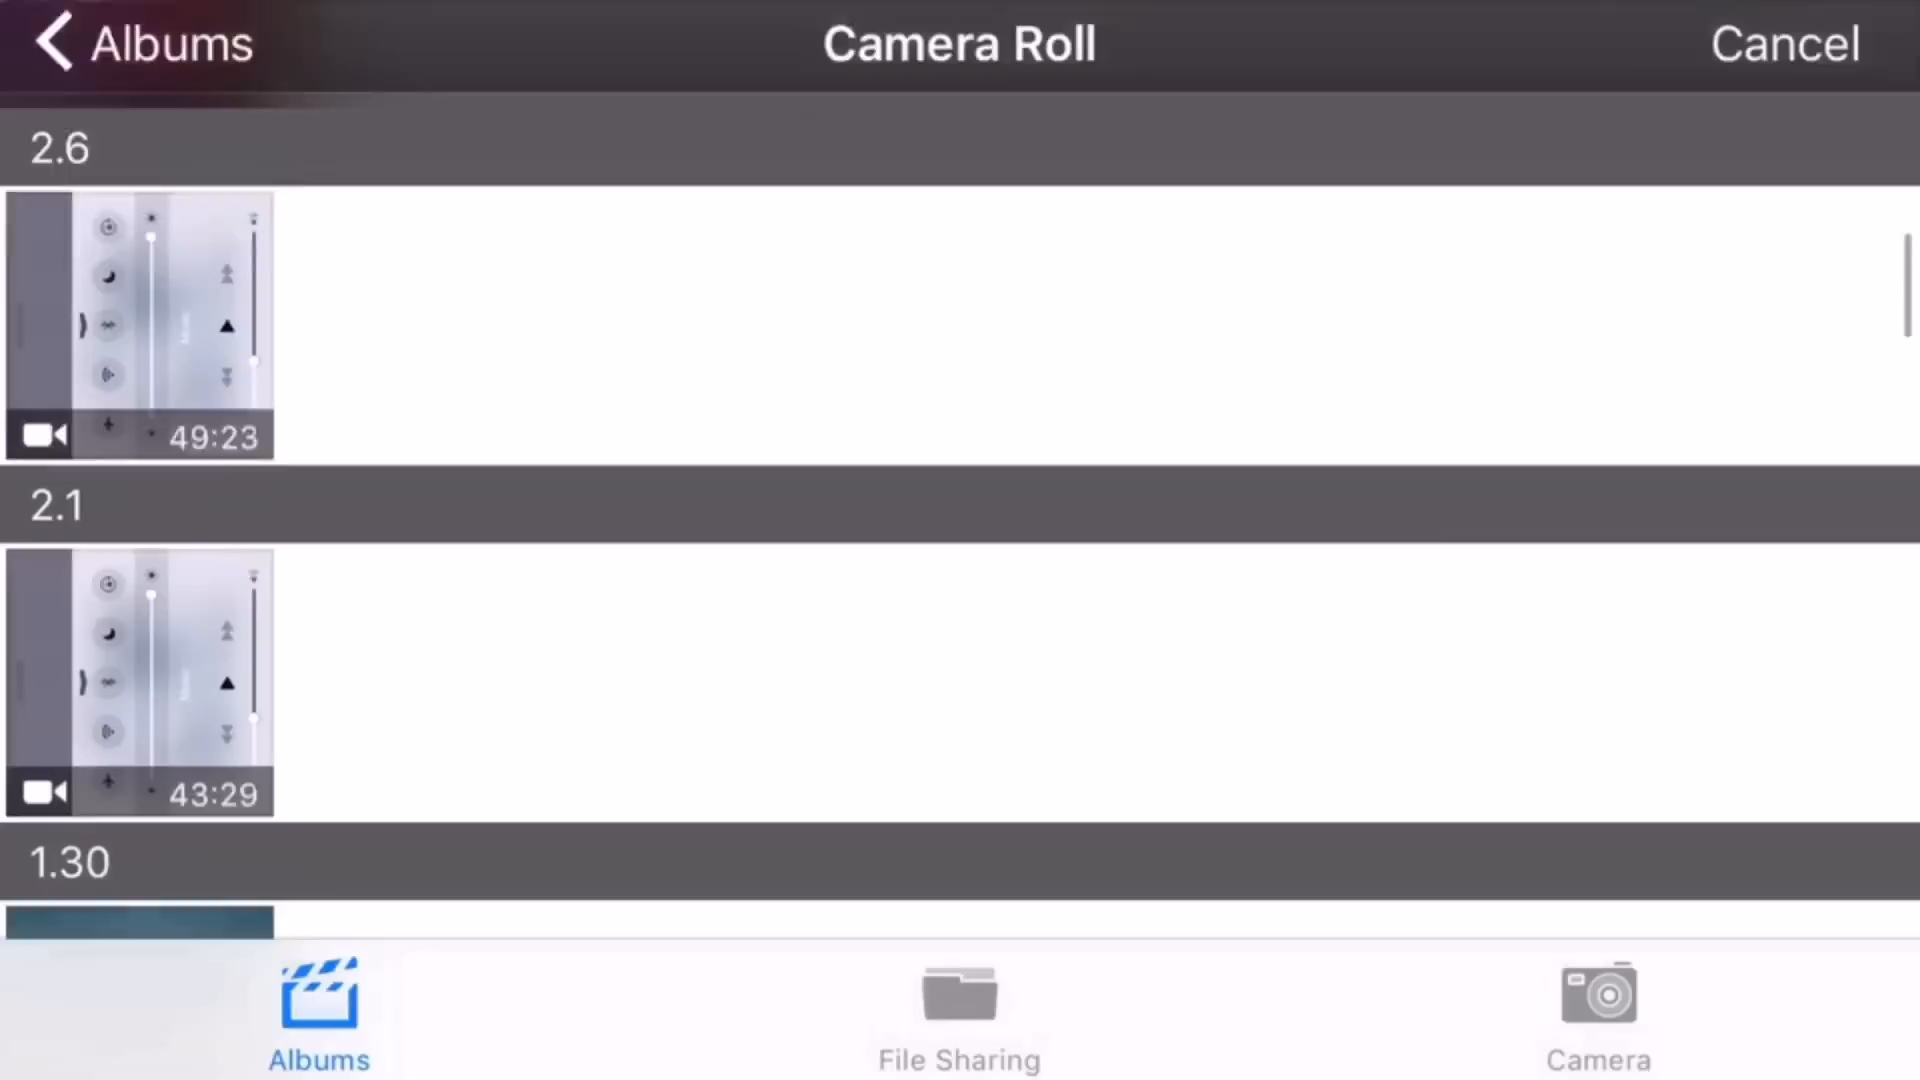 Albums
Camera Roll
Cancel
2.6
49:23
2.1
43:29
1.30
Albums
File Sharing
Camera